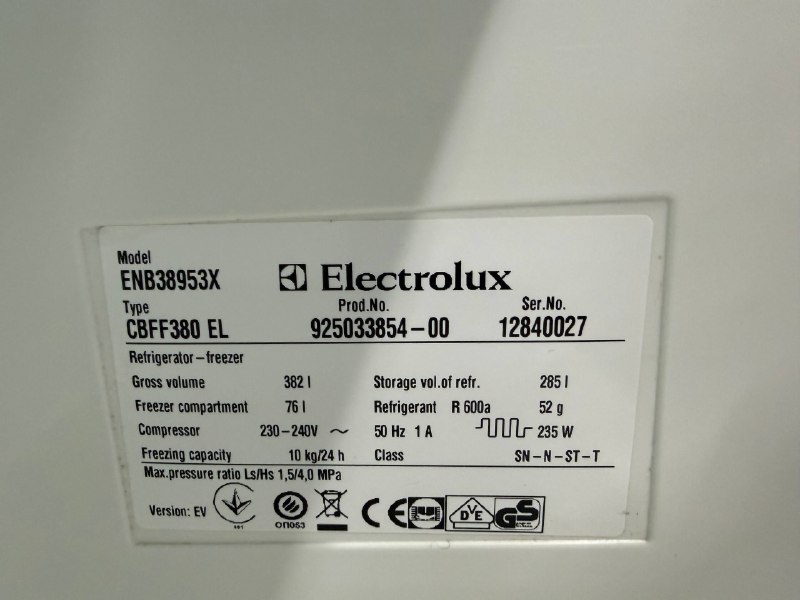 Model
ENB38953X
Electrolux
Type Prod.No. Ser.No.
CBFF380 EL 925033854-00 12840027
Refrigerator-freezer
Gross volume 382 l Storage vol.of refr. 285 l
Freezer compartment 76 l Refrigerant R 600a 52 g
Compressor 230-240V ~ 50 Hz 1 A 235 W
Freezing capacity 10 kg/24 h Class SN-N-ST-T
Max.pressure ratio Ls/Hs 1,5/4,0 MPa
Version: EV ОП053 CE DVE GS